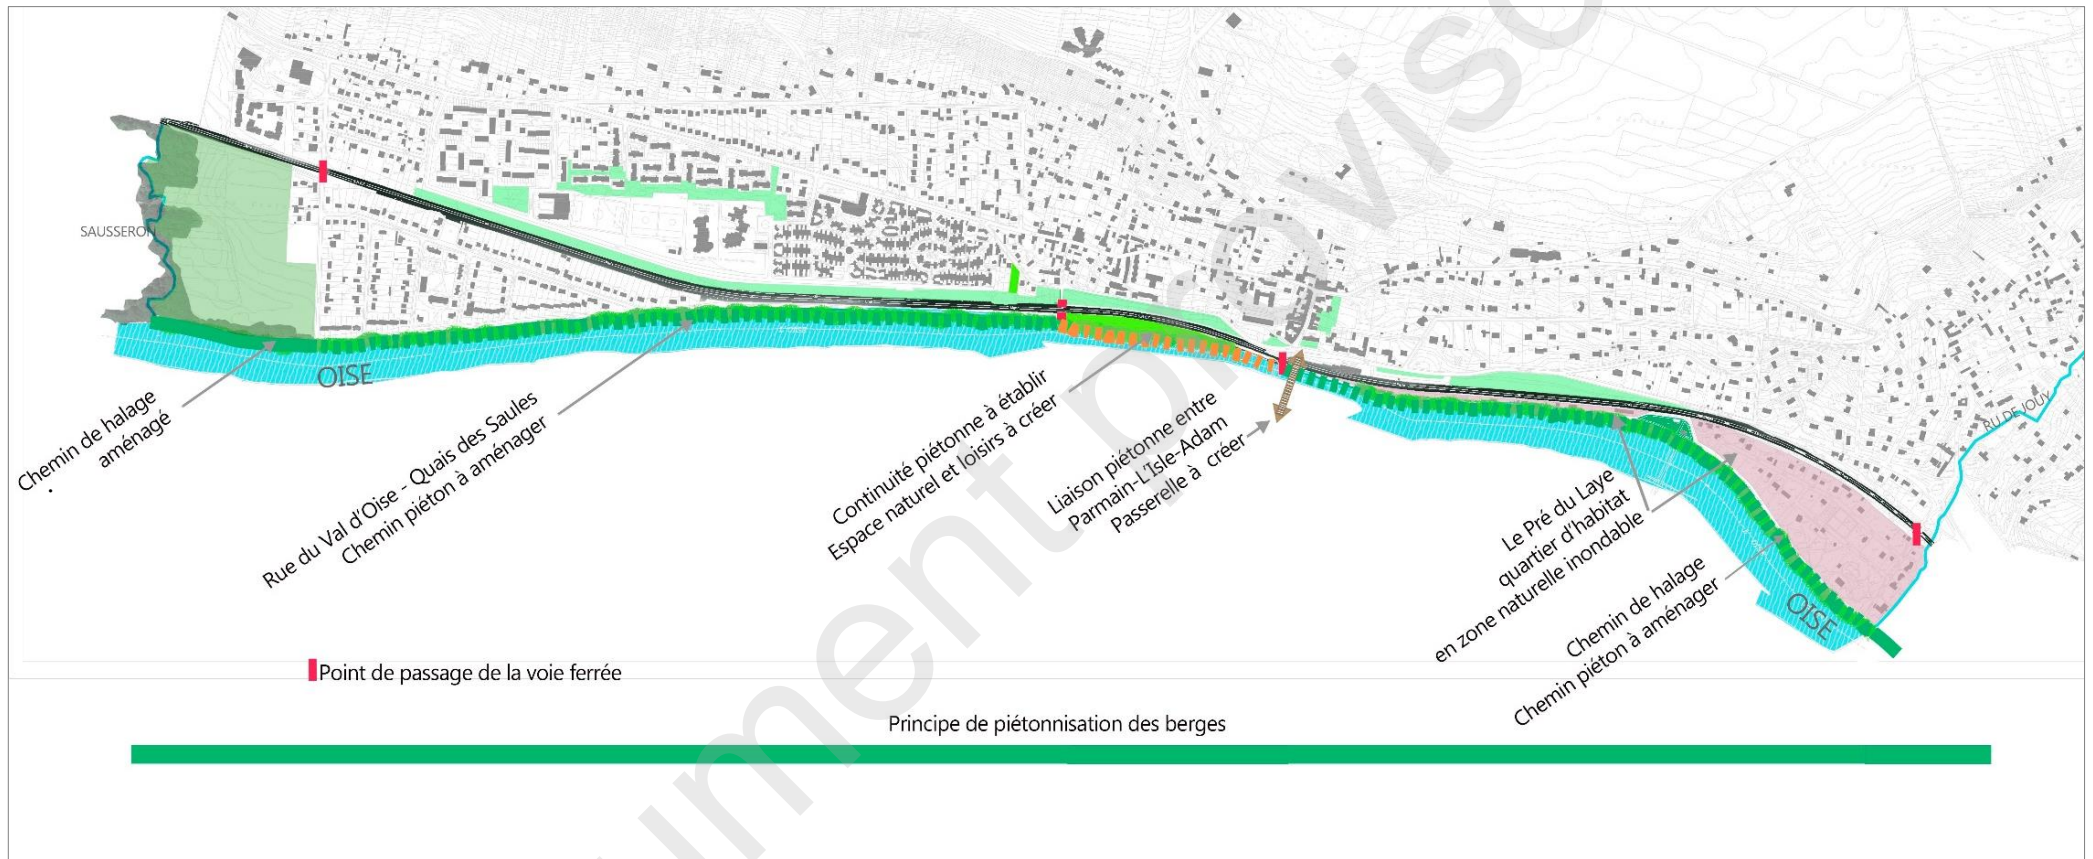 SAUSSERON
OISE
Chemin de halage
aménagé
Rue du Val d'Oise - Quais des Saules
Chemin piéton à aménager
Continuité piétonne à établir
Espace naturel et loisirs à créer
Liaison piétonne entre
Parmain-L'Isle-Adam
Passerelle à créer
Le Pré du Laye
quartier d'habitat
en zone naturelle inondable
Chemin de halage
Chemin piéton à aménager
OISE
RU DE JOUY
Point de passage de la voie ferrée
Principe de piétonnisation des berges
ument proviso